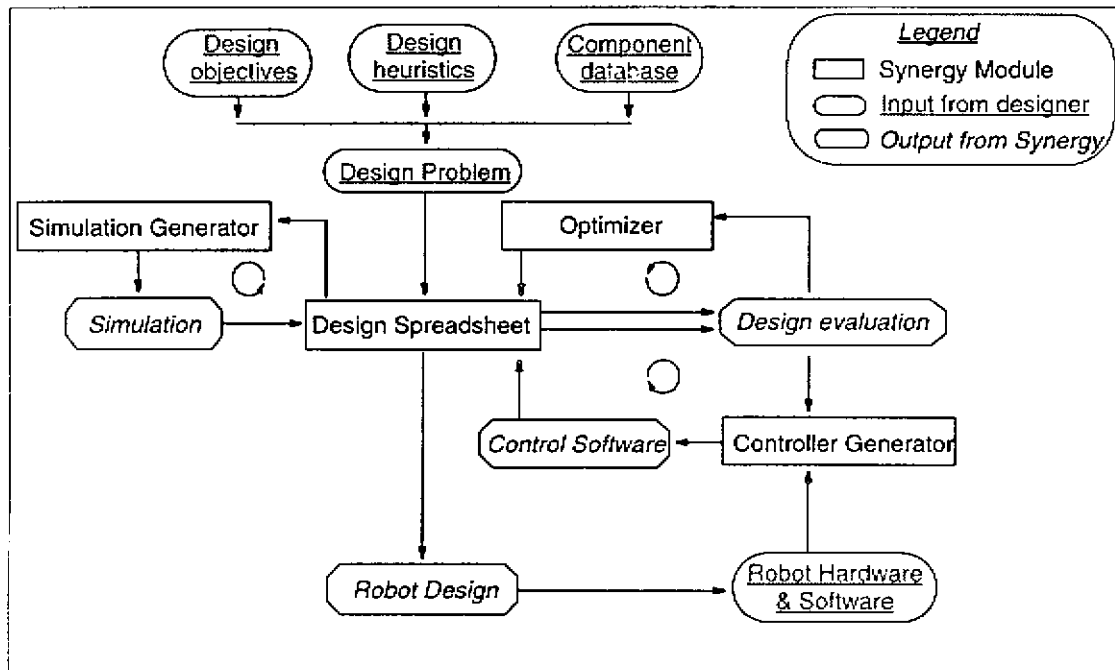 Design
objectives
Design
heuristics
Component
database
Legend
Synergy Module
Input from designer
Output from Synergy
Design Problem
Simulation Generator
Optimizer
Simulation
Design Spreadsheet
Design evaluation
Control Software
Controller Generator
Robot Design
Robot Hardware
& Software